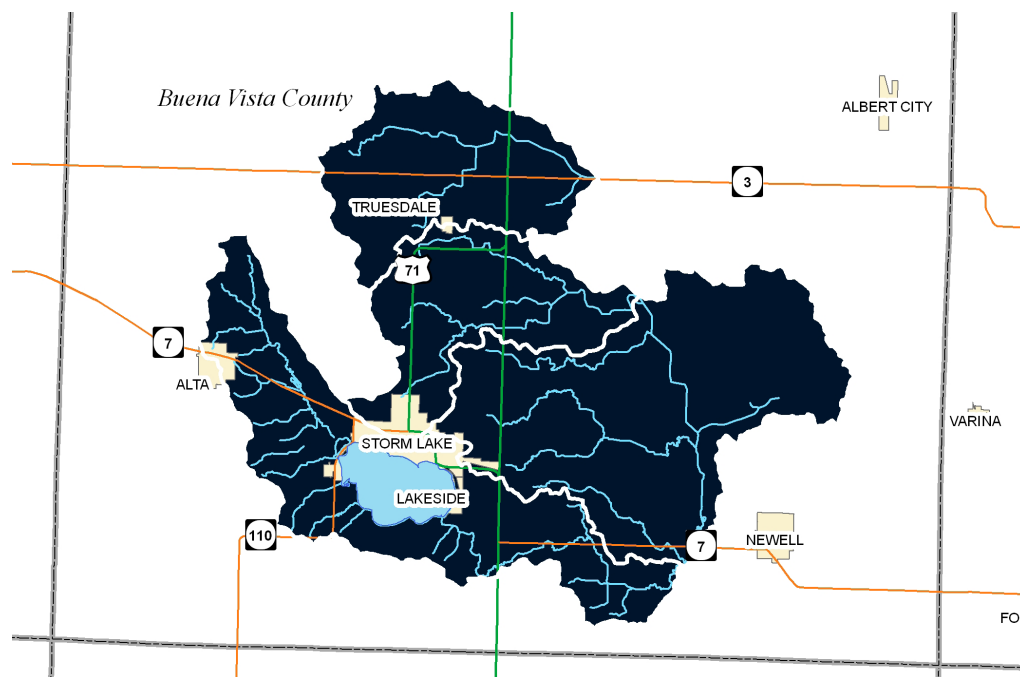 Buena Vista County
ALBERT CITY
3
TRUESDALE
71
7
ALTA
VARINA
STORM LAKE
LAKESIDE
110
7
NEWELL
FO